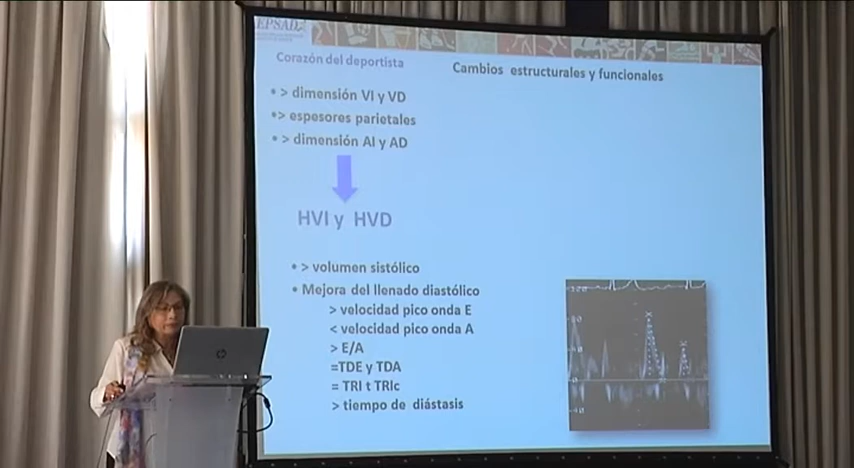 EPSAD
Corazón del deportista
Cambios estructurales y funcionales
• > dimensión VI y VD
•> espesores parietales
• > dimensión AI y AD
HVI y HVD
• > volumen sistólico
• Mejora del llenado diastólico
> velocidad pico onda E
< velocidad pico onda A
> E/A
=TDE y TDA
= TRI t TRIc
> tiempo de diástasis
hp